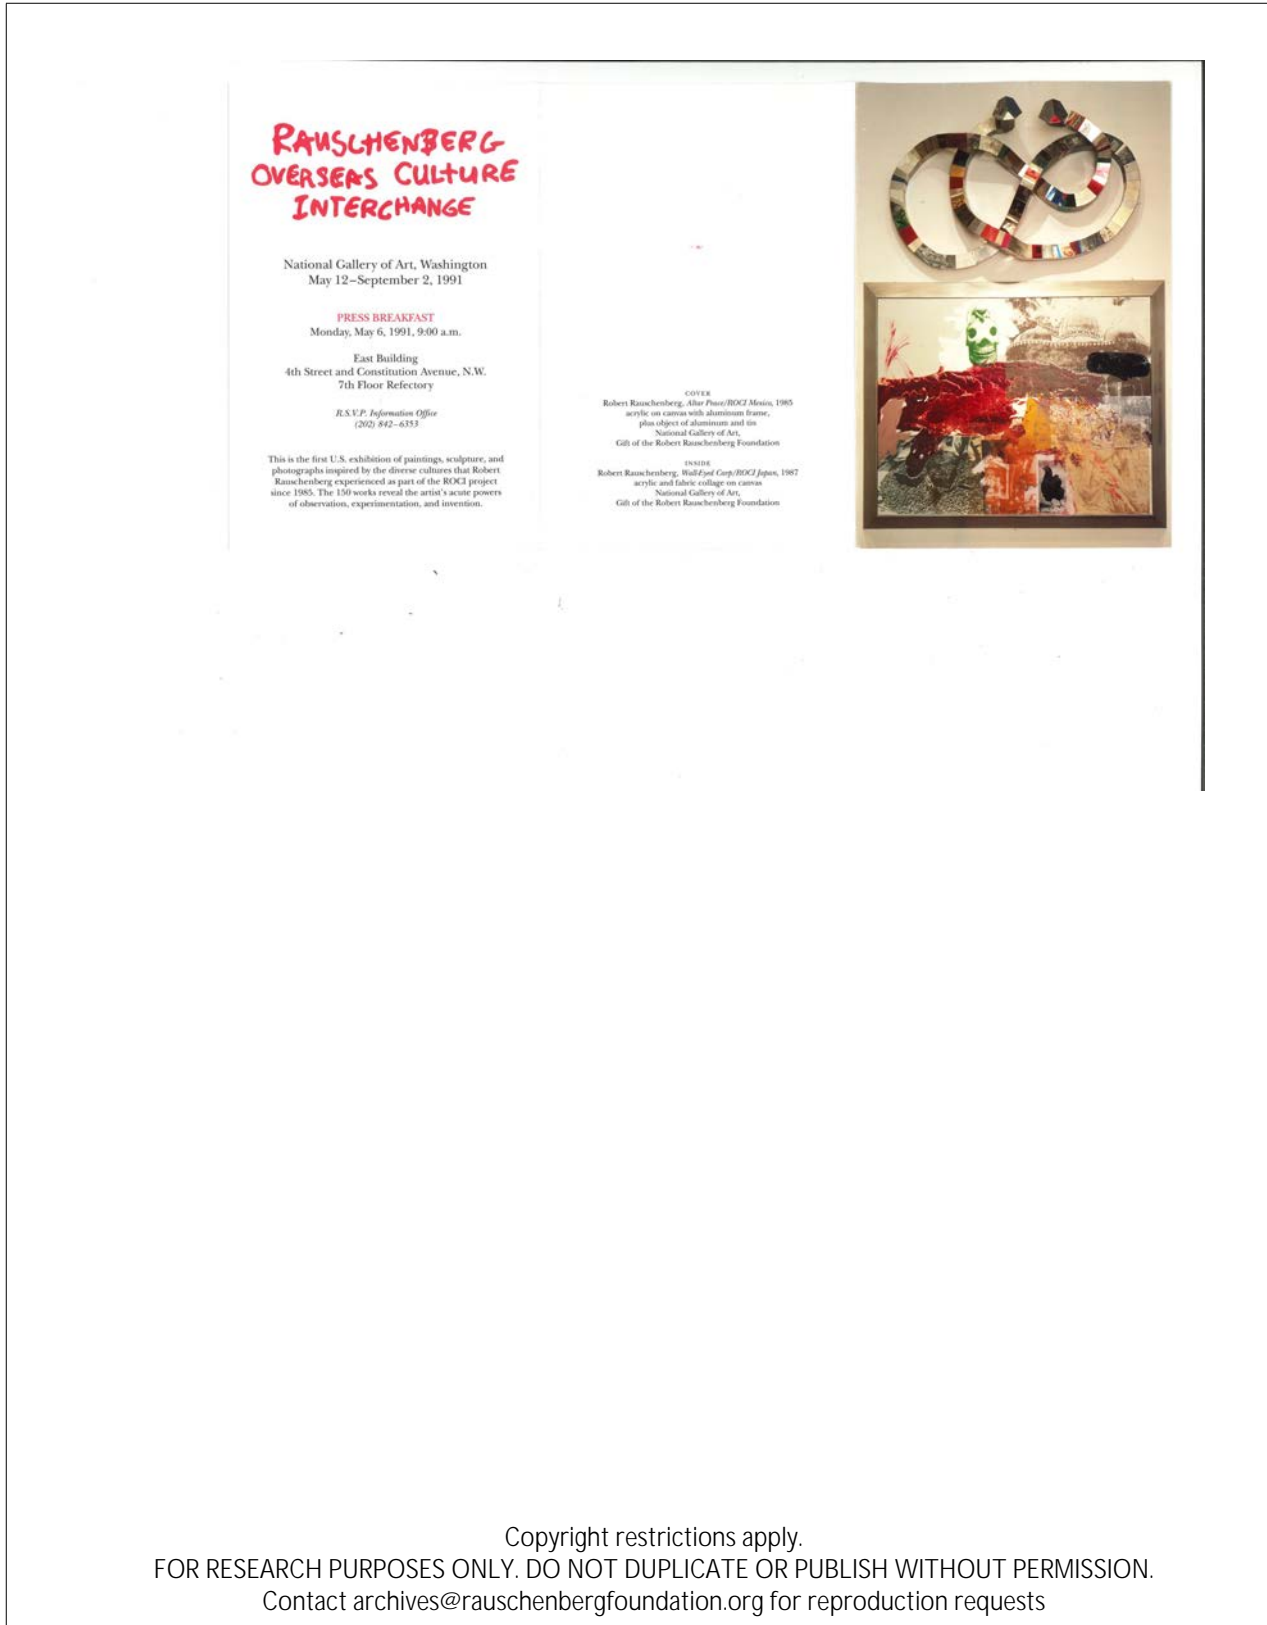 RAUSCHENBERG
OVERSEAS CULTURE
INTERCHANGE
National Gallery of Art, Washington
May 12–September 2, 1991
PRESS BREAKFAST
Monday, May 6, 1991, 9:00 a.m.
East Building
4th Street and Constitution Avenue, N.W.
7th Floor Refectory
R.S.V.P. Information Office
(202) 842–6353
This is the first U.S. exhibition of paintings, sculpture, and
photographs inspired by the diverse cultures that Robert
Rauschenberg experienced as part of the ROCI project
since 1985. The 150 works reveal the artist's acute powers
of observation, experimentation, and invention.
COVER
Robert Rauschenberg, Altar Peace/ROCI Mexico, 1985
acrylic on canvas with aluminum frame,
plus object of aluminum and tin
National Gallery of Art,
Gift of the Robert Rauschenberg Foundation
INSIDE
Robert Rauschenberg, Wall-Eyed Carp/ROCI Japan, 1987
acrylic and fabric collage on canvas
National Gallery of Art,
Gift of the Robert Rauschenberg Foundation
Copyright restrictions apply.
FOR RESEARCH PURPOSES ONLY. DO NOT DUPLICATE OR PUBLISH WITHOUT PERMISSION.
Contact archives@rauschenbergfoundation.org for reproduction requests